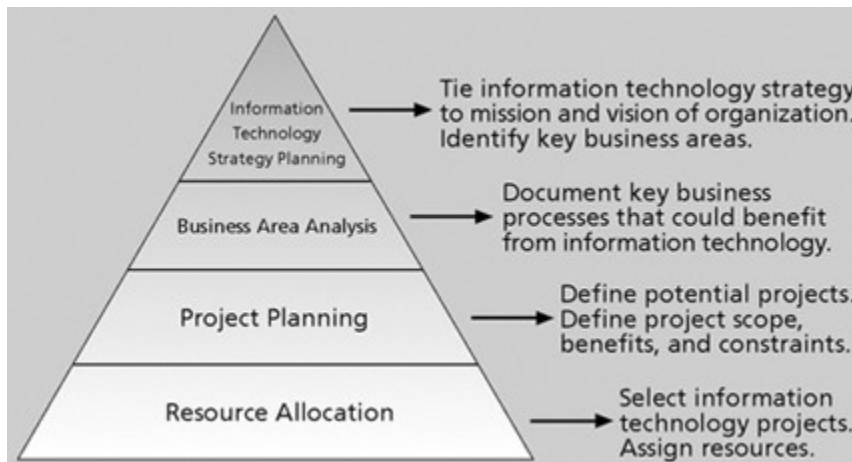 Information
Technology
Strategy Planning
Tie information technology strategy
to mission and vision of organization.
Identify key business areas.
Business Area Analysis
Document key business
processes that could benefit
from information technology.
Project Planning
Define potential projects.
Define project scope,
benefits, and constraints.
Resource Allocation
Select information
technology projects.
Assign resources.